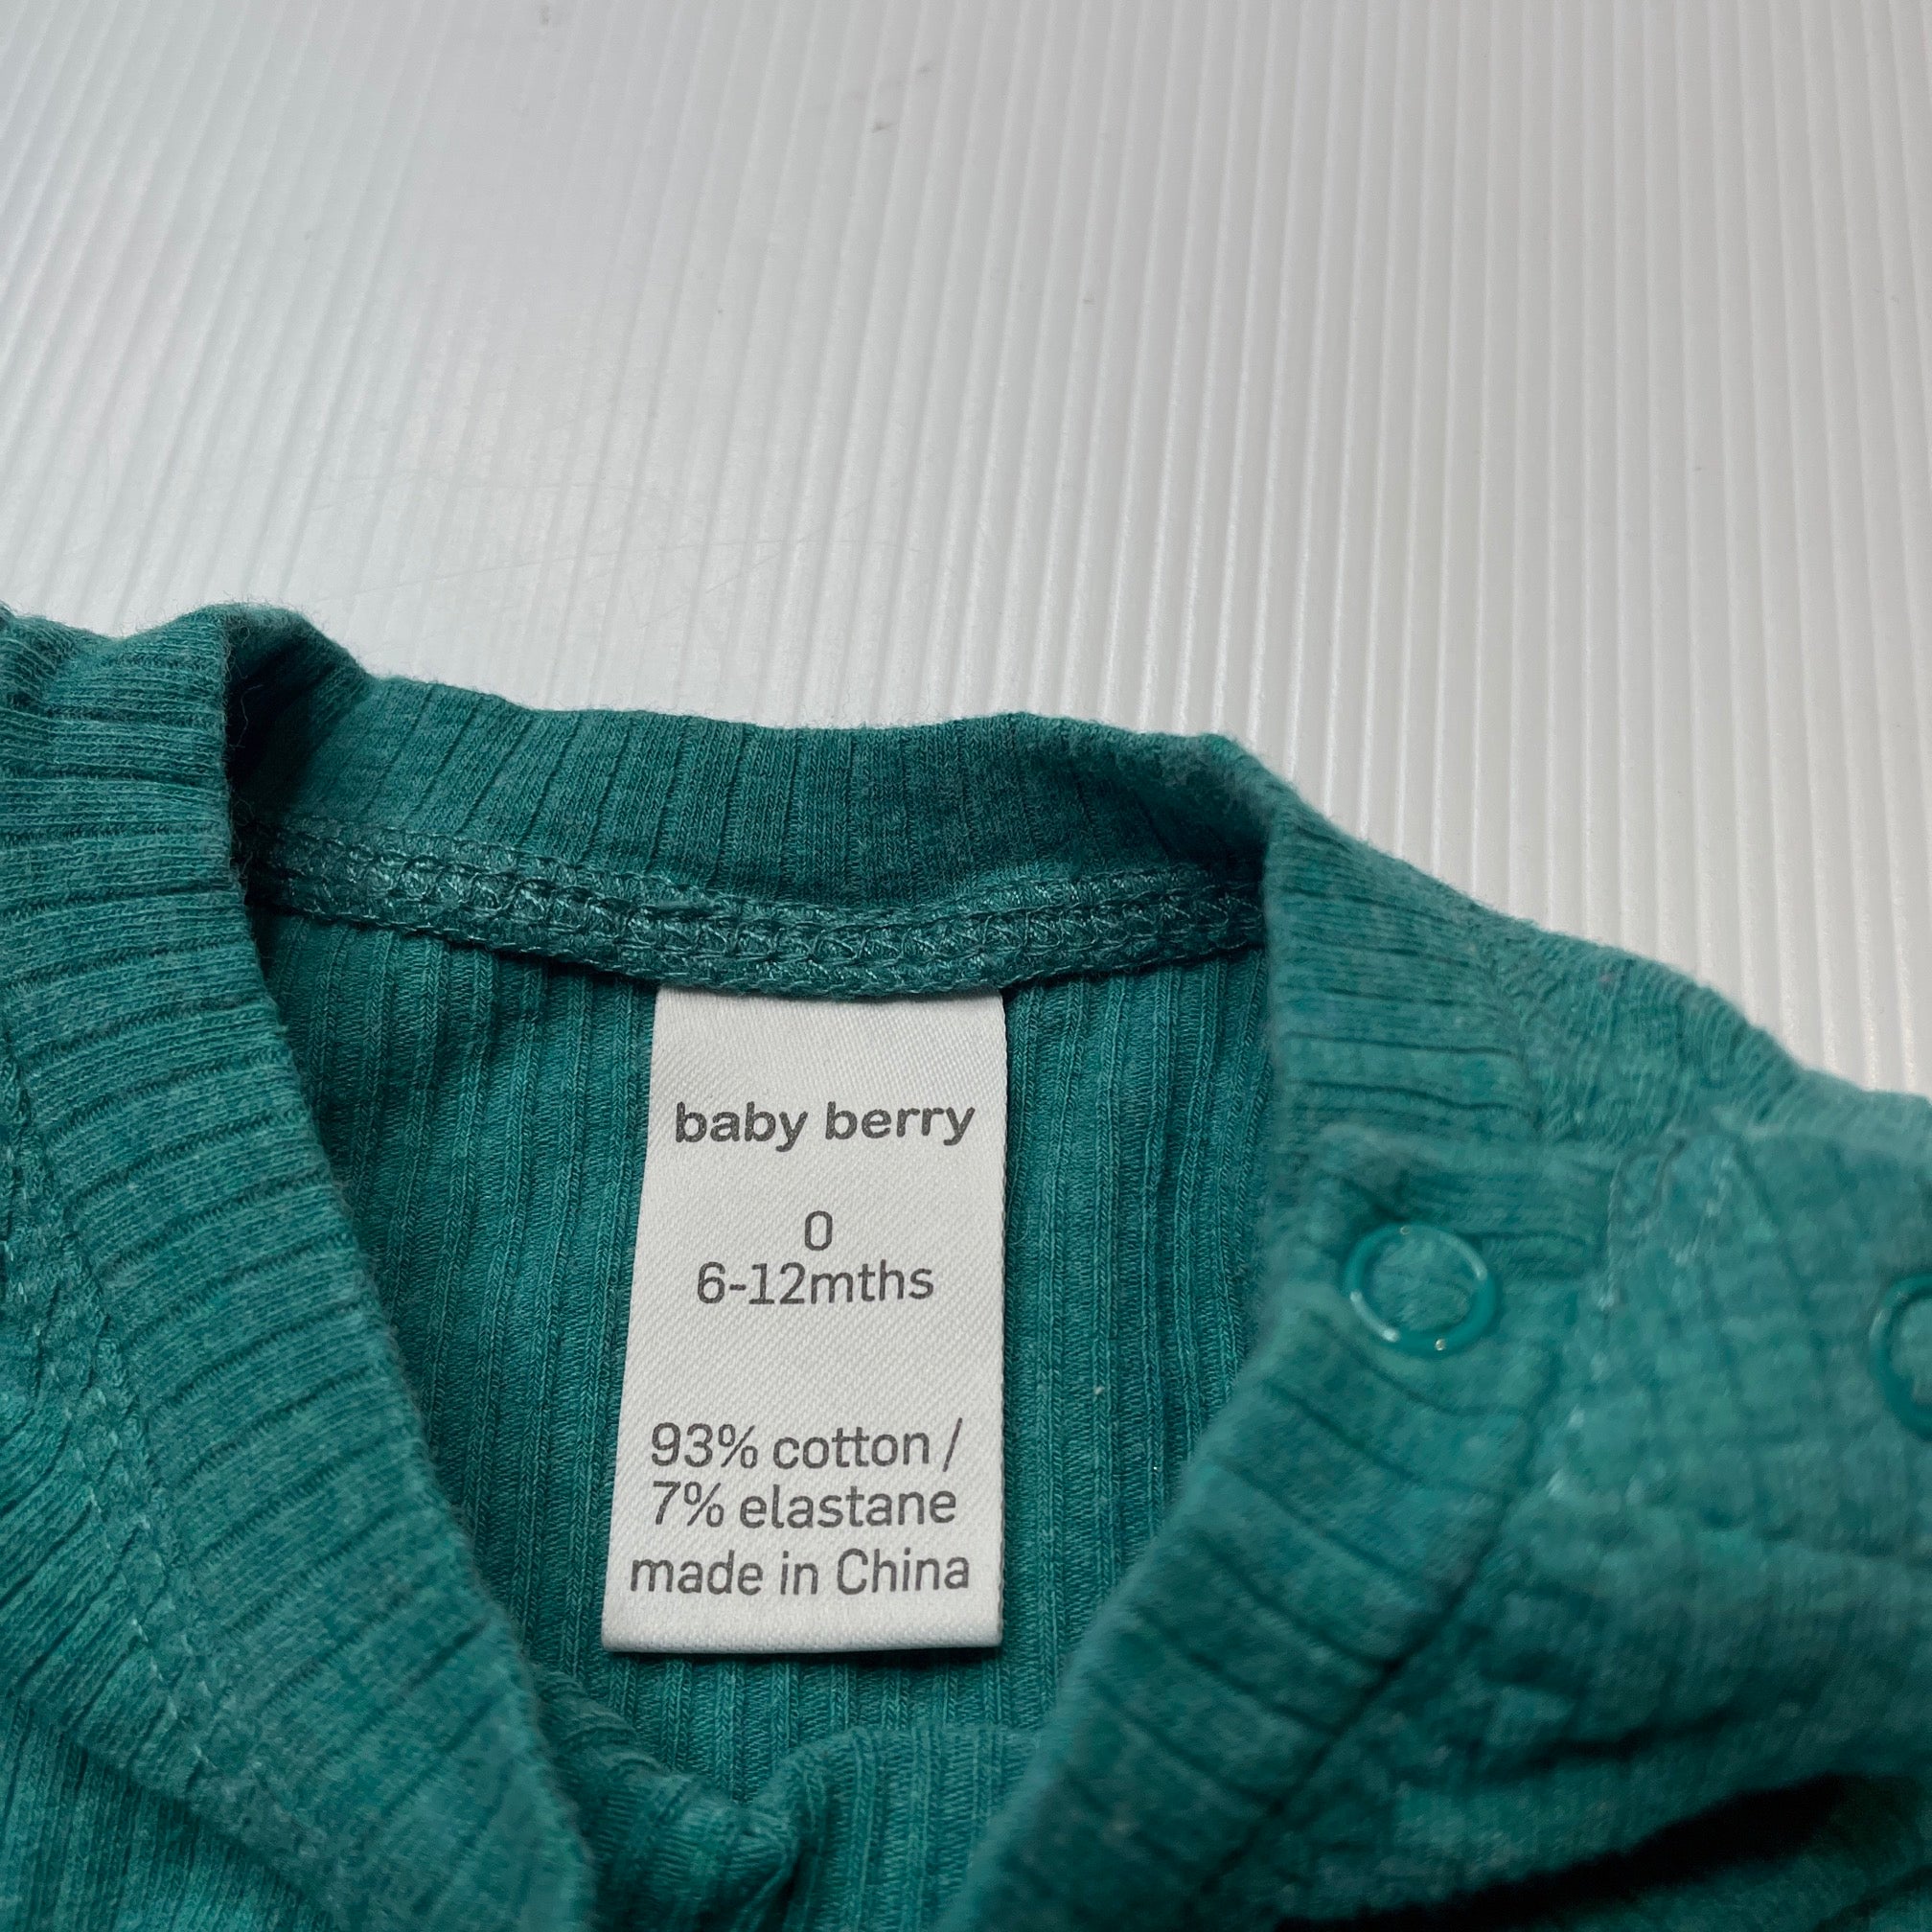 baby berry
0
6-12mths
93% cotton /
7% elastane
made in China